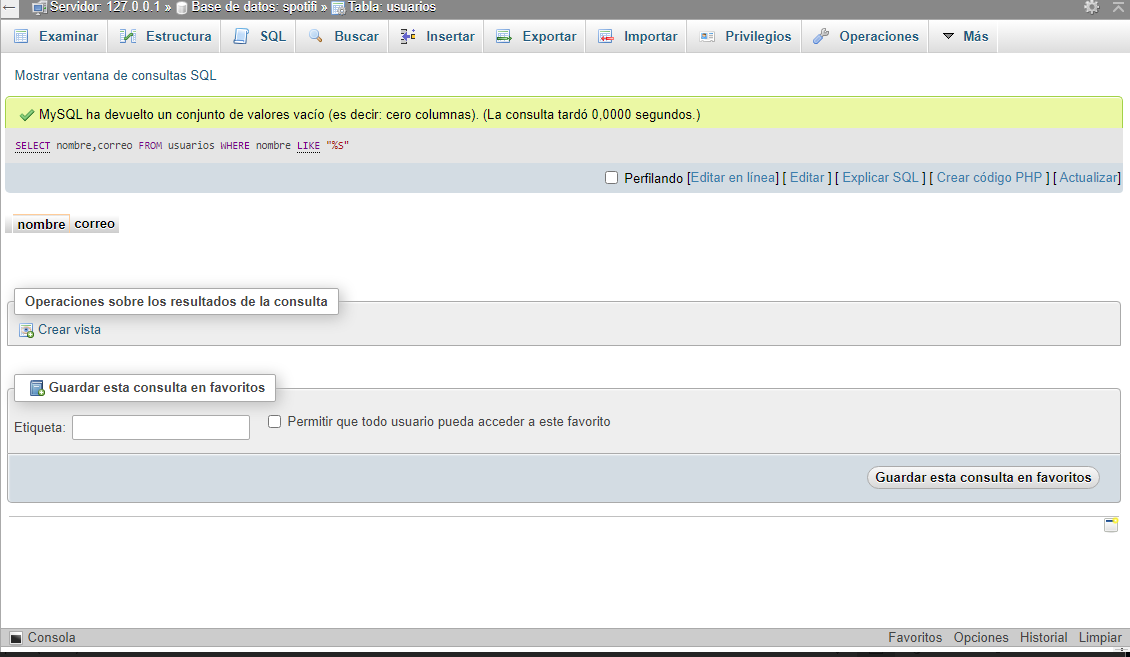 Servidor: 127.0.0.1 » Base de datos: spotifi » Tabla: usuarios
Examinar Estructura SQL Buscar Insertar Exportar Importar Privilegios Operaciones Más
Mostrar ventana de consultas SQL
MySQL ha devuelto un conjunto de valores vacío (es decir: cero columnas). (La consulta tardó 0,0000 segundos.)
SELECT nombre,correo FROM usuarios WHERE nombre LIKE "%S"
Perfilando [Editar en línea] [ Editar ] [ Explicar SQL ] [ Crear código PHP ] [ Actualizar]
nombre correo
Operaciones sobre los resultados de la consulta
Crear vista
Guardar esta consulta en favoritos
Etiqueta: Permitir que todo usuario pueda acceder a este favorito
Guardar esta consulta en favoritos
Consola Favoritos Opciones Historial Limpiar